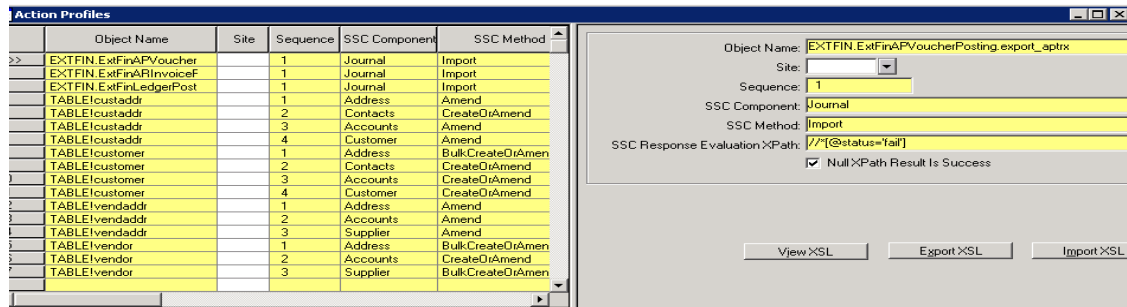 Action Profiles
Object Name Site Sequence SSC Component SSC Method
>> EXTFIN.ExtFinAPVoucher 1 Journal Import
EXTFIN.ExtFinARInvoiceF 1 Journal Import
EXTFIN.ExtFinLedgerPost 1 Journal Import
TABLE!custaddr 1 Address Amend
TABLE!custaddr 2 Contacts CreateOrAmend
TABLE!custaddr 3 Accounts Amend
TABLE!custaddr 4 Customer Amend
TABLE!customer 1 Address BulkCreateOrAmen
TABLE!customer 2 Contacts CreateOrAmend
TABLE!customer 3 Accounts CreateOrAmend
TABLE!customer 4 Customer CreateOrAmend
TABLE!vendaddr 1 Address Amend
TABLE!vendaddr 2 Accounts Amend
TABLE!vendaddr 3 Supplier Amend
TABLE!vendor 1 Address BulkCreateOrAmen
TABLE!vendor 2 Accounts CreateOrAmend
TABLE!vendor 3 Supplier BulkCreateOrAmen
Object Name: EXTFIN.ExtFinAPVoucherPosting.export_aptrx
Site:
Sequence: 1
SSC Component: Journal
SSC Method: Import
SSC Response Evaluation XPath: //*[@status='fail']
Null XPath Result Is Success
View XSL Export XSL Import XSL